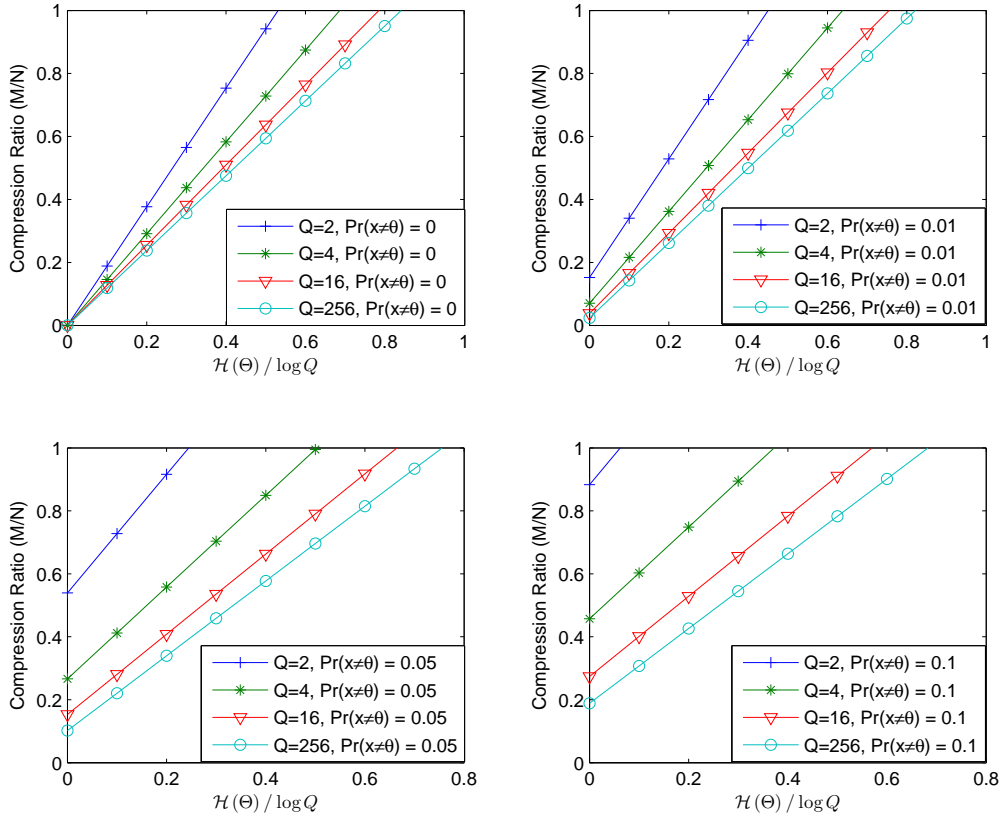 Compression Ratio (M/N)
1
0.8
0.6
0.4
0.2
0
0
0.2
0.4
0.6
0.8
1
Q=2, Pr(x≠θ) = 0
Q=4, Pr(x≠θ) = 0
Q=16, Pr(x≠θ) = 0
Q=256, Pr(x≠θ) = 0
H(Θ) / log Q
Compression Ratio (M/N)
1
0.8
0.6
0.4
0.2
0
0
0.2
0.4
0.6
0.8
1
Q=2, Pr(x≠θ) = 0.01
Q=4, Pr(x≠θ) = 0.01
Q=16, Pr(x≠θ) = 0.01
Q=256, Pr(x≠θ) = 0.01
H(Θ) / log Q
Compression Ratio (M/N)
1
0.8
0.6
0.4
0.2
0
0
0.2
0.4
0.6
0.8
Q=2, Pr(x≠θ) = 0.05
Q=4, Pr(x≠θ) = 0.05
Q=16, Pr(x≠θ) = 0.05
Q=256, Pr(x≠θ) = 0.05
H(Θ) / log Q
Compression Ratio (M/N)
1
0.8
0.6
0.4
0.2
0
0
0.2
0.4
0.6
0.8
Q=2, Pr(x≠θ) = 0.1
Q=4, Pr(x≠θ) = 0.1
Q=16, Pr(x≠θ) = 0.1
Q=256, Pr(x≠θ) = 0.1
H(Θ) / log Q